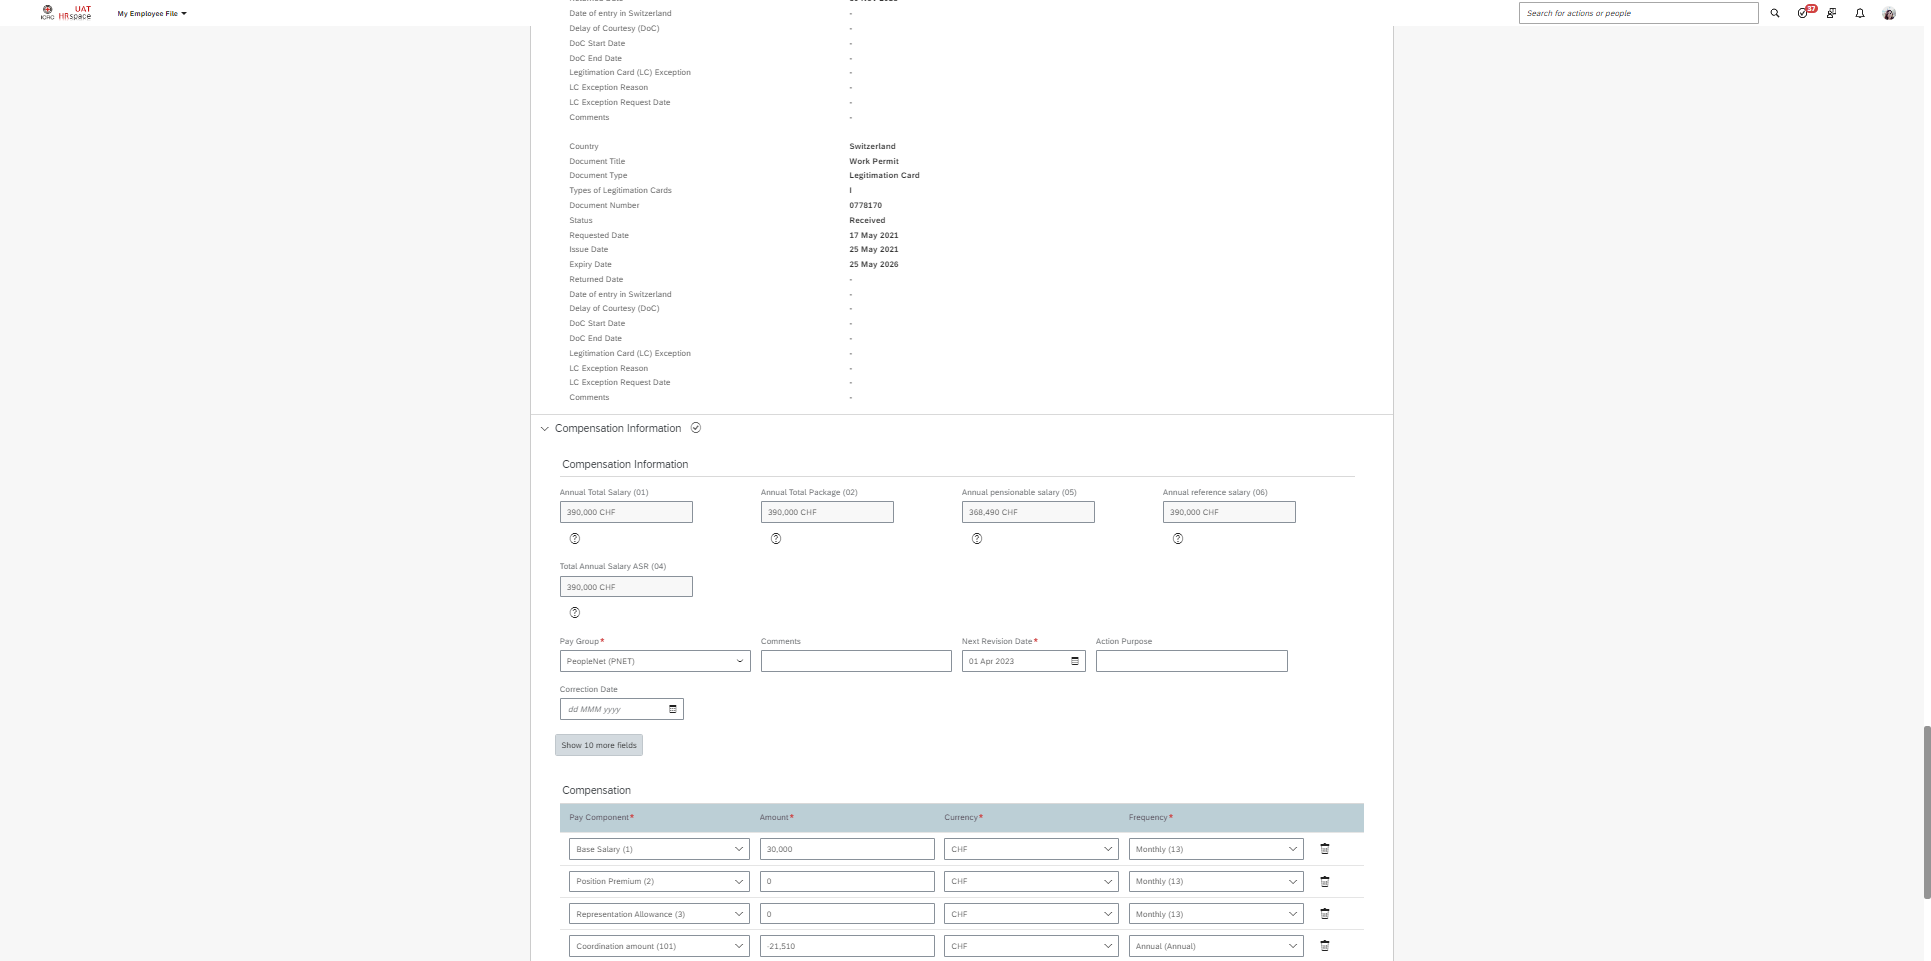 UAT
ICRC HRspace
My Employee File
Search for actions or people
37
Date of entry in Switzerland -
Delay of Courtesy (DoC) -
DoC Start Date -
DoC End Date -
Legitimation Card (LC) Exception -
LC Exception Reason -
LC Exception Request Date -
Comments -
Country Switzerland
Document Title Work Permit
Document Type Legitimation Card
Types of Legitimation Cards I
Document Number 0778170
Status Received
Requested Date 17 May 2021
Issue Date 25 May 2021
Expiry Date 25 May 2026
Returned Date -
Date of entry in Switzerland -
Delay of Courtesy (DoC) -
DoC Start Date -
DoC End Date -
Legitimation Card (LC) Exception -
LC Exception Reason -
LC Exception Request Date -
Comments -
Compensation Information
Compensation Information
Annual Total Salary (01) Annual Total Package (02) Annual pensionable salary (05) Annual reference salary (06)
390,000 CHF 390,000 CHF 368,490 CHF 390,000 CHF
Total Annual Salary ASR (04)
390,000 CHF
Pay Group* Comments Next Revision Date* Action Purpose
PeopleNet (PNET) 01 Apr 2023
Correction Date
dd MMM yyyy
Show 10 more fields
Compensation
Pay Component* Amount* Currency* Frequency*
Base Salary (1) 30,000 CHF Monthly (13)
Position Premium (2) 0 CHF Monthly (13)
Representation Allowance (3) 0 CHF Monthly (13)
Coordination amount (101) -21,510 CHF Annual (Annual)